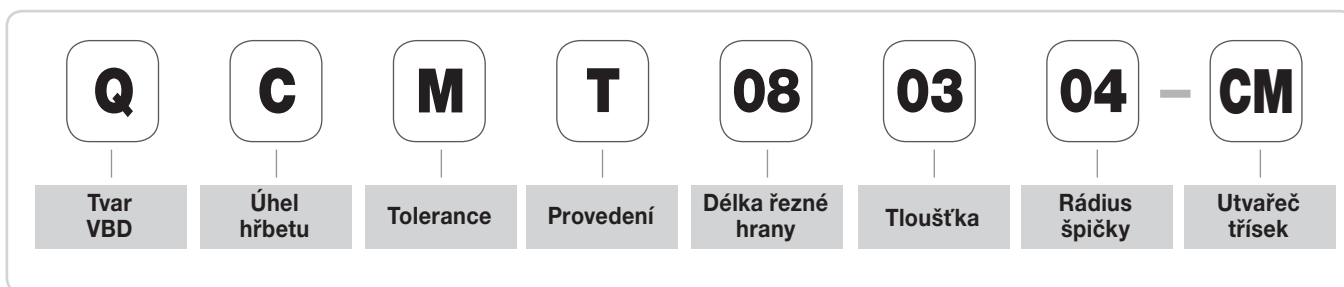 Q C M T 08 03 04 – CM
Tvar VBD
Úhel hřbetu
Tolerance
Provedení
Délka řezné hrany
Tloušťka
Rádius špičky
Utvařeč třísek